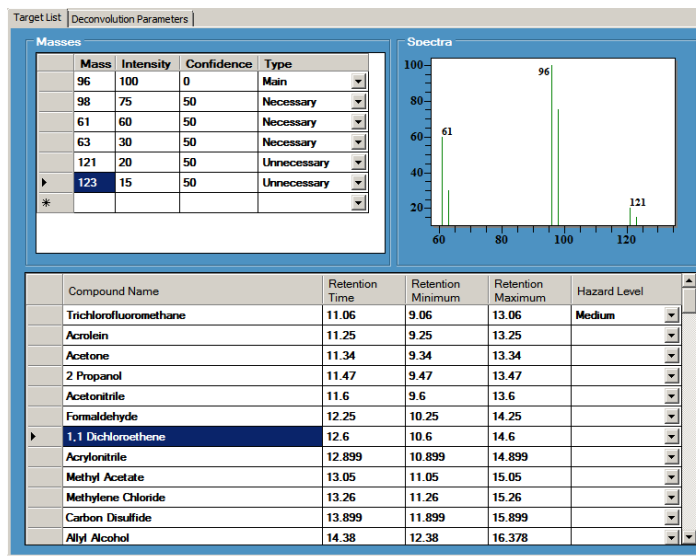 Target List Deconvolution Parameters
Masses
Mass Intensity Confidence Type
96 100 0 Main
98 75 50 Necessary
61 60 50 Necessary
63 30 50 Necessary
121 20 50 Unnecessary
123 15 50 Unnecessary
*
Spectra
100
80
60
40
20
96
61
121
60 80 100 120
Compound Name Retention Time Retention Minimum Retention Maximum Hazard Level
Trichlorofluoromethane 11.06 9.06 13.06 Medium
Acrolein 11.25 9.25 13.25
Acetone 11.34 9.34 13.34
2 Propanol 11.47 9.47 13.47
Acetonitrile 11.6 9.6 13.6
Formaldehyde 12.25 10.25 14.25
1,1 Dichloroethene 12.6 10.6 14.6
Acrylonitrile 12.899 10.899 14.899
Methyl Acetate 13.05 11.05 15.05
Methylene Chloride 13.26 11.26 15.26
Carbon Disulfide 13.899 11.899 15.899
Allyl Alcohol 14.38 12.38 16.378